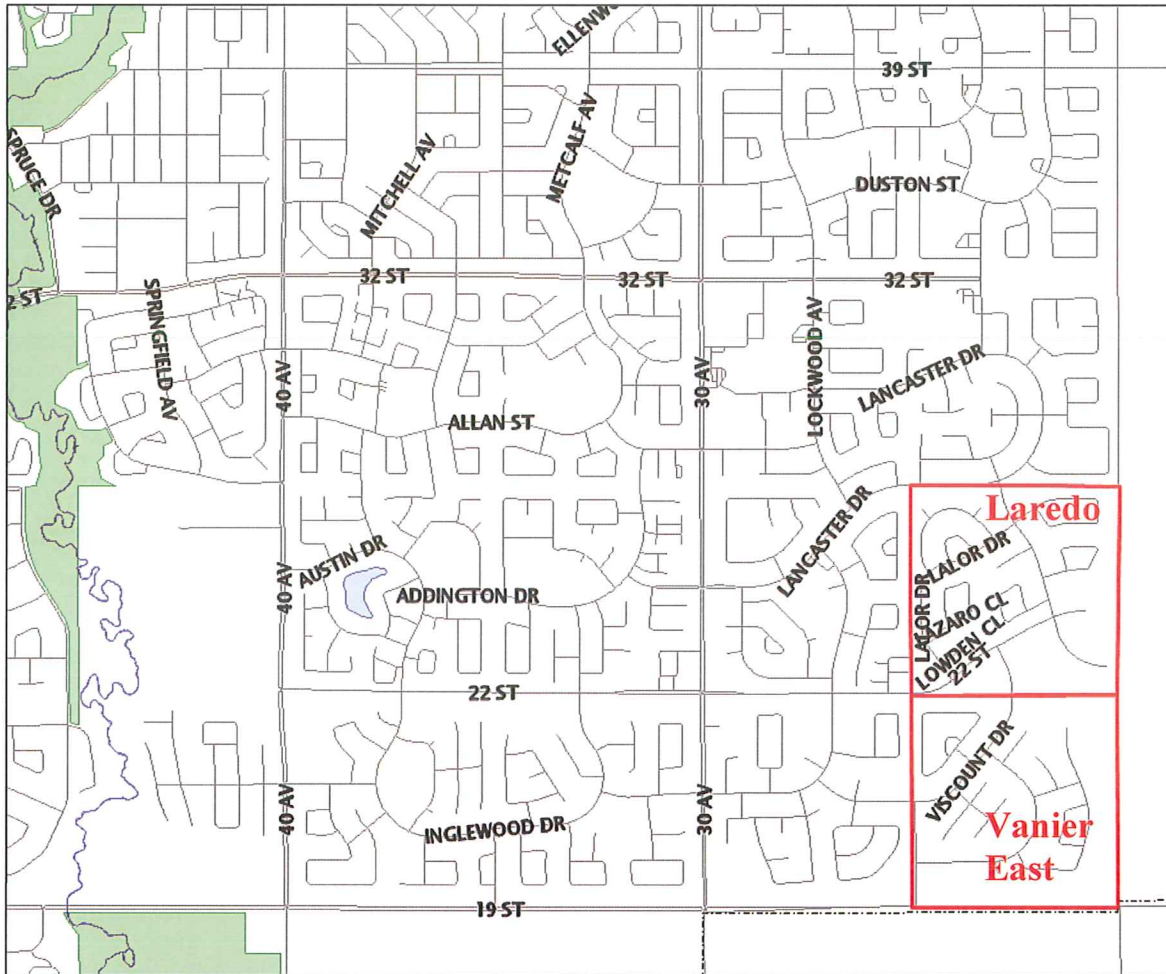 ELLENWO
39 ST
SPRUCE DR
MITCHELL AV
METCALF AV
DUSTON ST
32 ST
32 ST
32 ST
2 ST
SPRINGFIELD AV
40 AV
30 AV
LOCKWOOD AV
LANCASTER DR
ALLAN ST
LANCASTER DR
Laredo
AUSTIN DR
40 AV
ADDINGTON DR
LALOR DR
LALOR DR
LAZARO CL
LOWDEN CL
22 ST
22 ST
VISCOUNT DR
40 AV
INGLEWOOD DR
30 AV
Vanier
East
19 ST